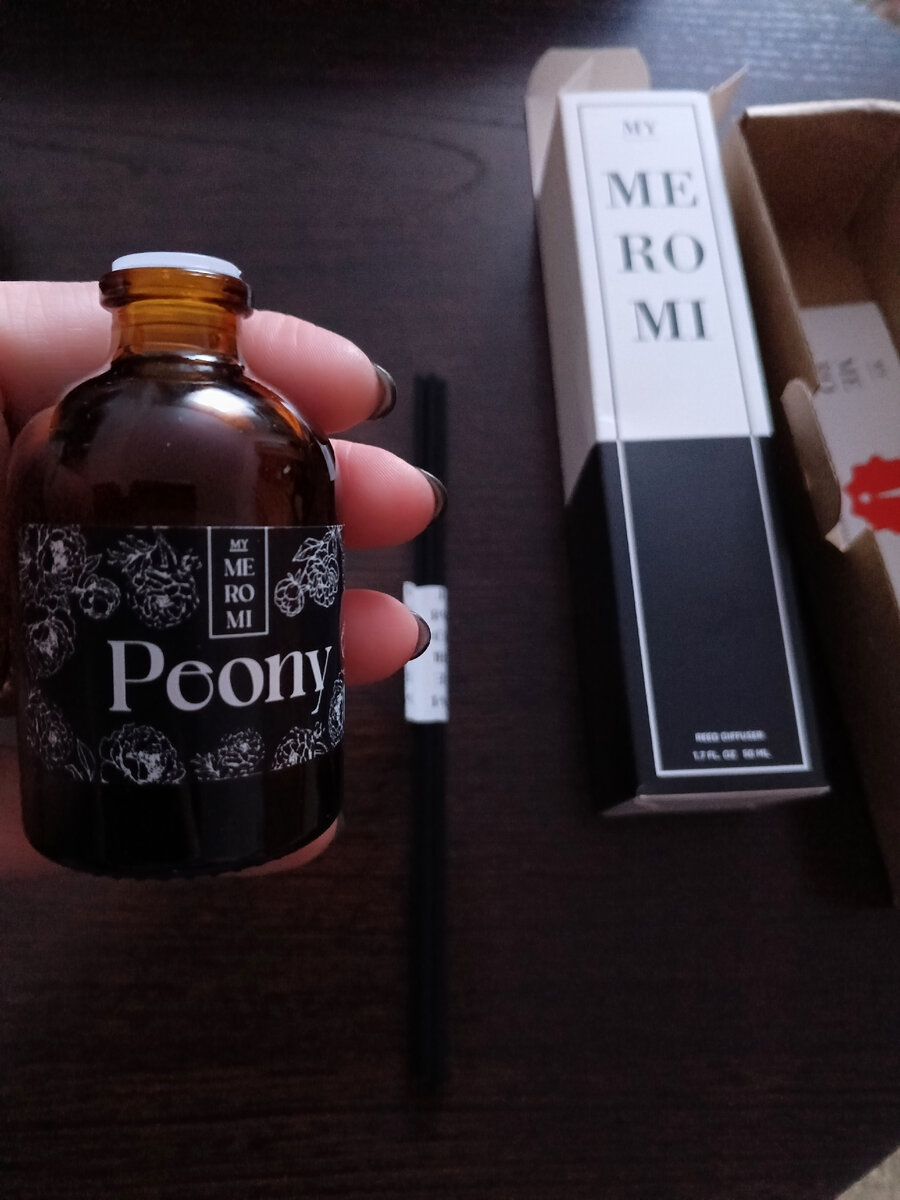 MY
ME
RO
MI
Peony
MY
ME
RO
MI
REED DIFFUSER
1.7 FL. OZ 50 ML